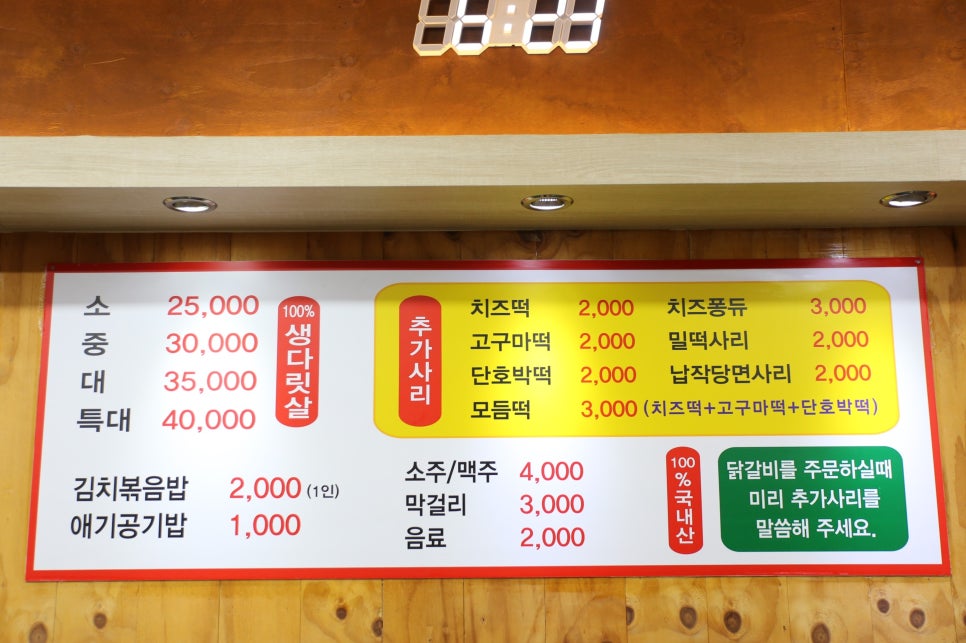 소 25,000
중 30,000
대 35,000
특대 40,000
100% 생다릿살
김치볶음밥 2,000 (1인)
애기공기밥 1,000
추가사리
치즈떡 2,000 치즈퐁듀 3,000
고구마떡 2,000 밀떡사리 2,000
단호박떡 2,000 납작당면사리 2,000
모듬떡 3,000 (치즈떡+고구마떡+단호박떡)
소주/맥주 4,000
막걸리 3,000
음료 2,000
100% 국내산
닭갈비를 주문하실때
미리 추가사리를
말씀해 주세요.